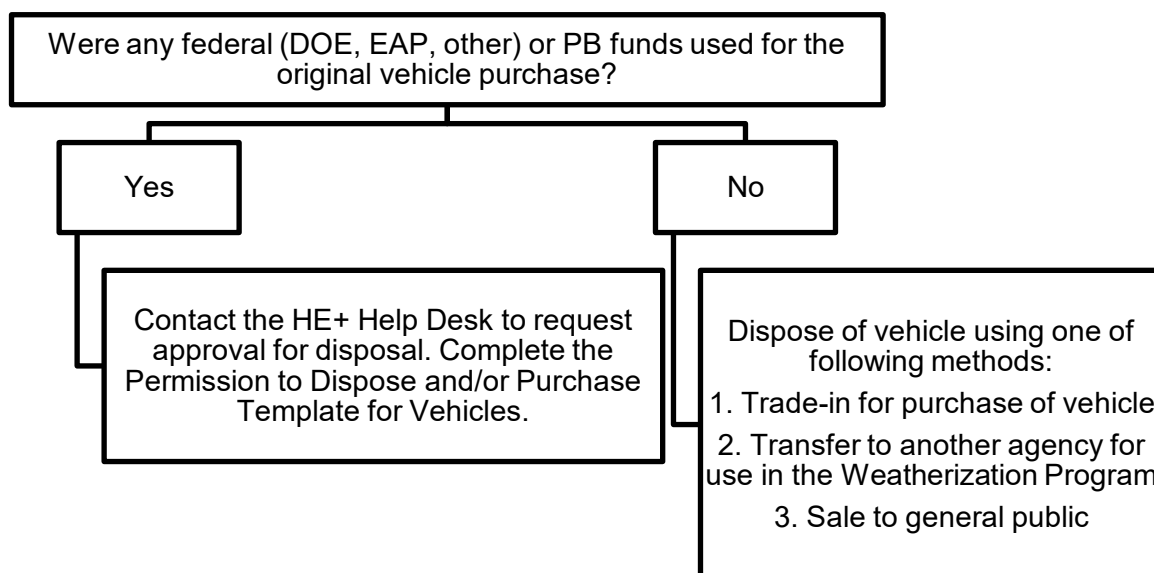 Were any federal (DOE, EAP, other) or PB funds used for the
original vehicle purchase?
Yes
No
Contact the HE+ Help Desk to request
approval for disposal. Complete the
Permission to Dispose and/or Purchase
Template for Vehicles.
Dispose of vehicle using one of
following methods:
1. Trade-in for purchase of vehicle
2. Transfer to another agency for
use in the Weatherization Program
3. Sale to general public